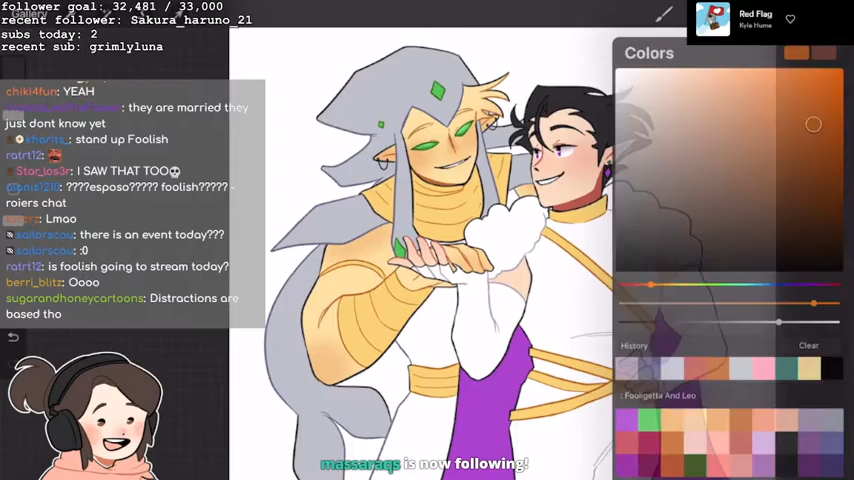 follower goal: 32,481 / 33,000
Gallery
recent follower: Sakura_haruno_21
subs today: 2
recent sub: grimlyluna
chiki4fun: YEAH
: they are married they
just dont know yet
kharits_: stand up Foolish
ratrt12:
Star_los3r: I SAW THAT TOO💀
????esposo????? foolish????? -
roiers chat
: Lmao
sailorscou: there is an event today???
sailorscou: :0
ratrt12: is foolish going to stream today?
berri_blitz: Oooo
sugarandhoneycartoons: Distractions are
based tho
Red Flag
Kyle Hume
Colors
History
Clear
Fooligetta And Leo
massaraqs is now following!